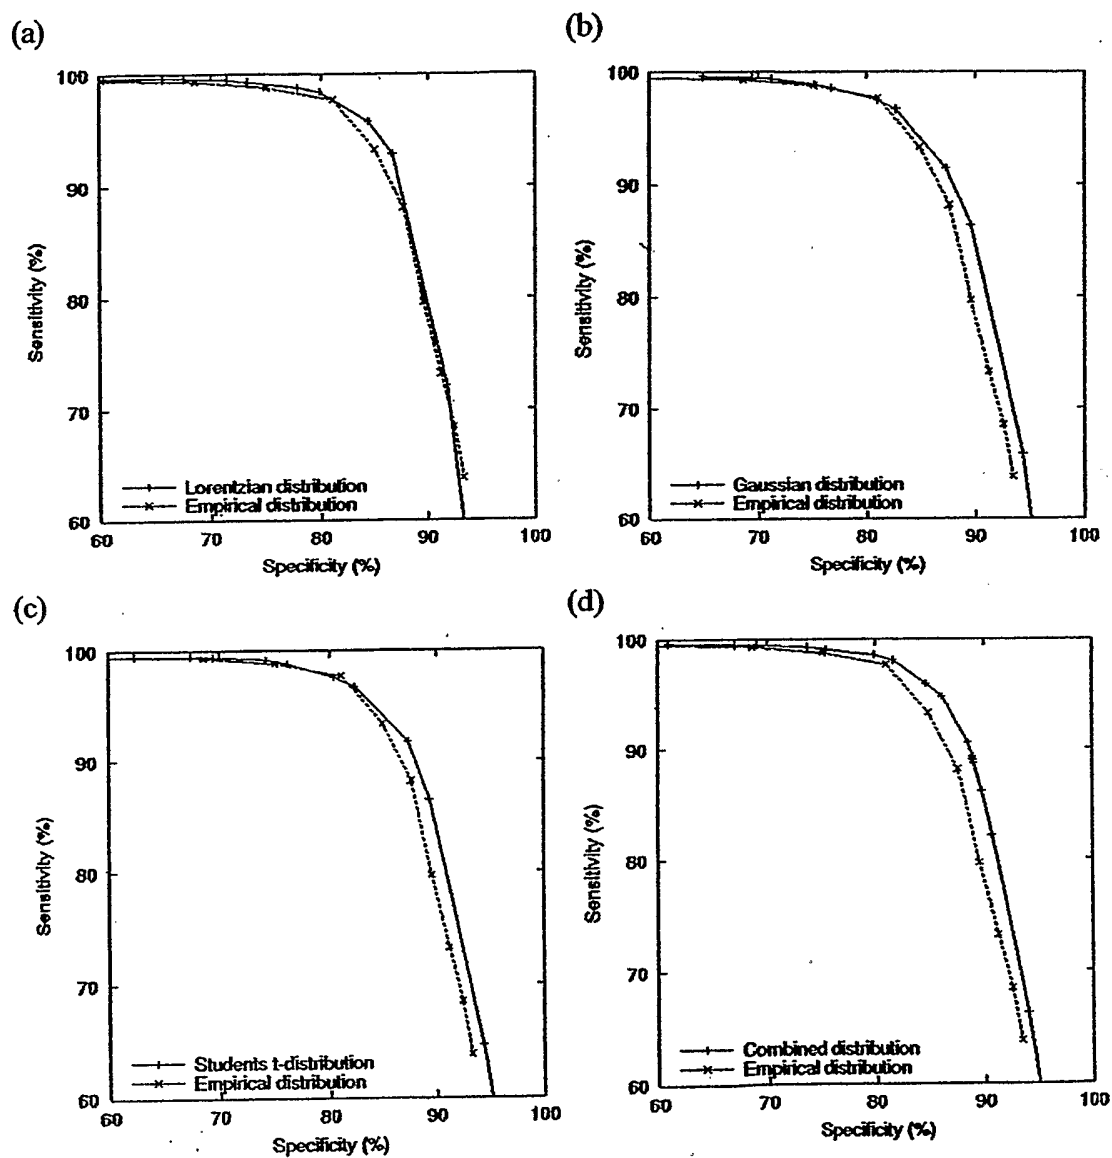 (a)
100
90
80
70
60
60 70 80 90 100
Sensitivity (%)
Specificity (%)
Lorentzian distribution
Empirical distribution
(b)
100
90
80
70
60
60 70 80 90 100
Sensitivity (%)
Specificity (%)
Gaussian distribution
Empirical distribution
(c)
100
90
80
70
60
60 70 80 90 100
Sensitivity (%)
Specificity (%)
Students t-distribution
Empirical distribution
(d)
100
90
80
70
60
60 70 80 90 100
Sensitivity (%)
Specificity (%)
Combined distribution
Empirical distribution